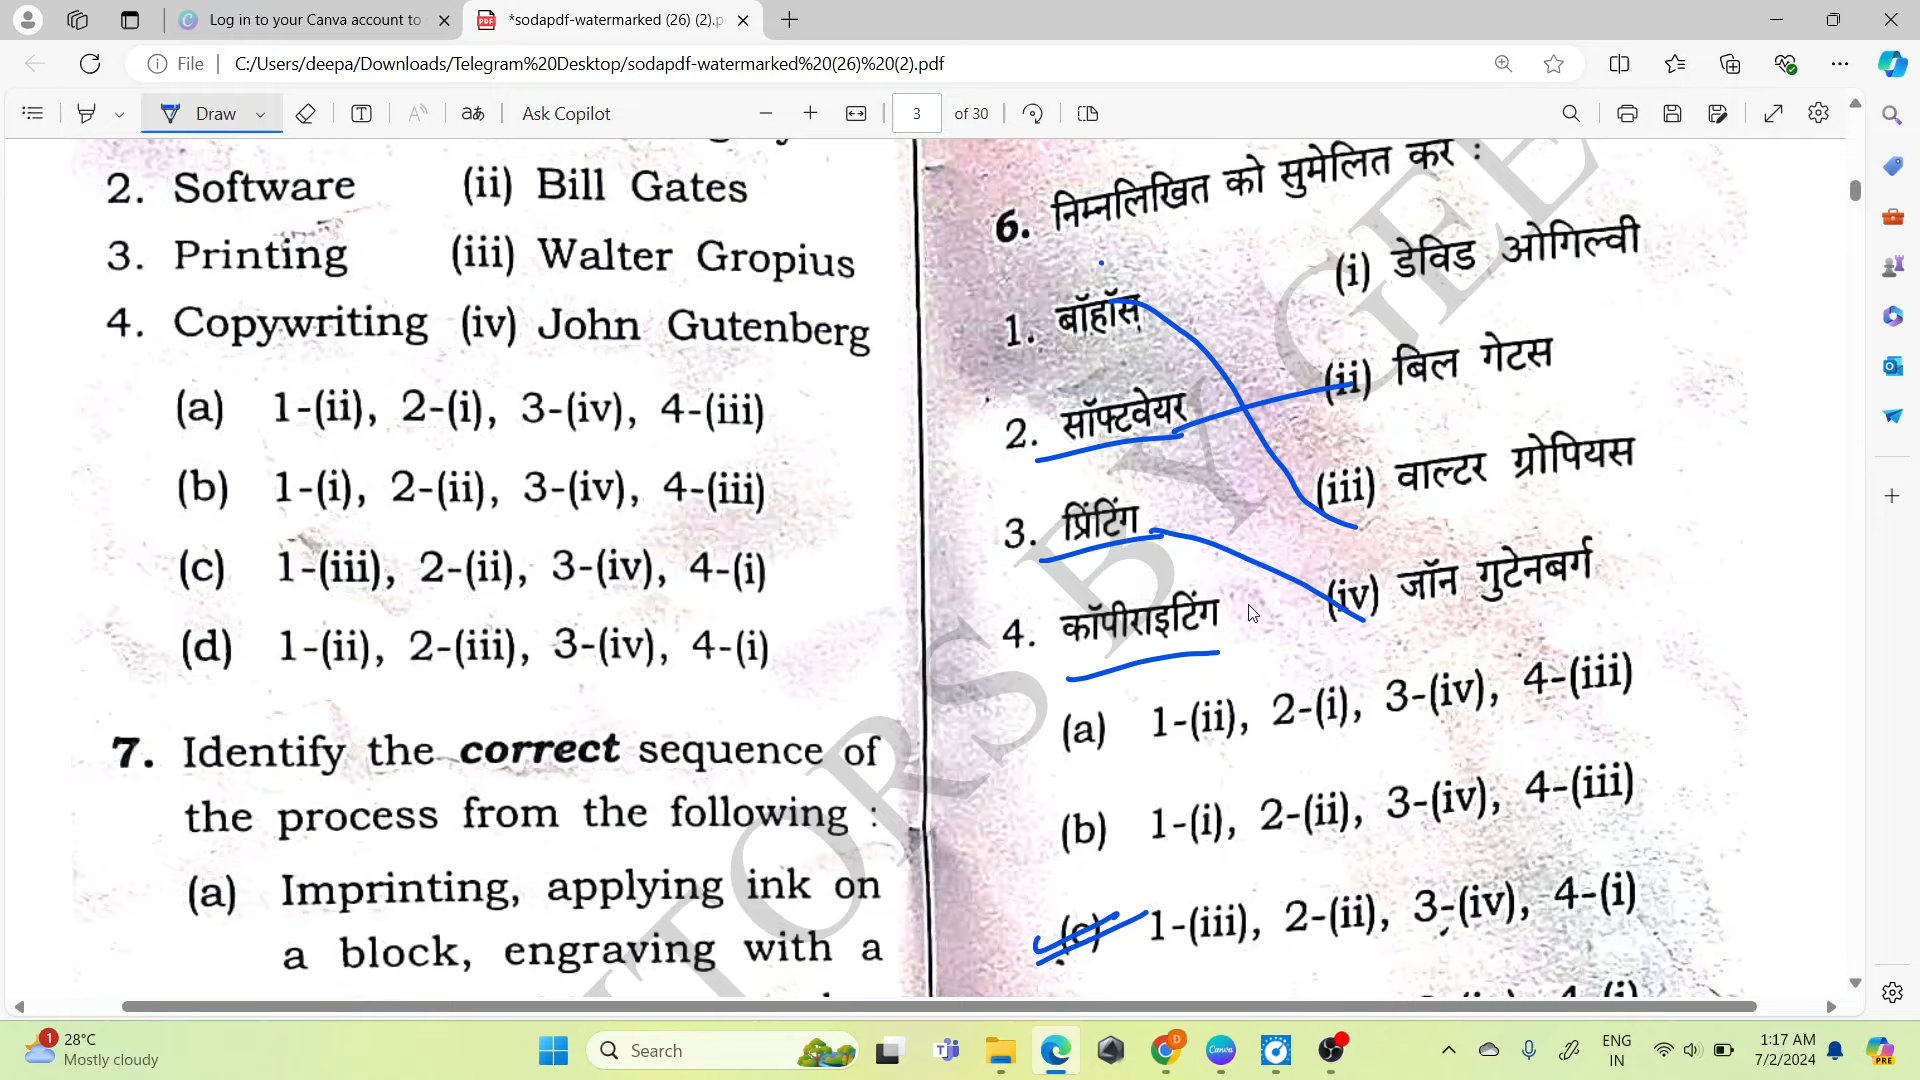 Log in to your Canva account to
*sodapdf-watermarked (26) (2).p
File
C:/Users/deepa/Downloads/Telegram%20Desktop/sodapdf-watermarked%20(26)%20(2).pdf
Draw
Ask Copilot
3 of 30
2. Software (ii) Bill Gates
3. Printing (iii) Walter Gropius
4. Copywriting (iv) John Gutenberg
(a) 1-(ii), 2-(i), 3-(iv), 4-(iii)
(b) 1-(i), 2-(ii), 3-(iv), 4-(iii)
(c) 1-(iii), 2-(ii), 3-(iv), 4-(i)
(d) 1-(ii), 2-(iii), 3-(iv), 4-(i)
7. Identify the correct sequence of
the process from the following :
(a) Imprinting, applying ink on
a block, engraving with a
6. निम्नलिखित को सुमेलित कर :
(i) डेविड ओगिल्वी
1. बॉहॉस
(ii) बिल गेटस
2. सॉफ्टवेयर
(iii) वाल्टर ग्रोपियस
3. प्रिंटिंग
(iv) जॉन गुटेनबर्ग
4. कॉपीराइटिंग
(a) 1-(ii), 2-(i), 3-(iv), 4-(iii)
(b) 1-(i), 2-(ii), 3-(iv), 4-(iii)
(c) 1-(iii), 2-(ii), 3-(iv), 4-(i)
TORS BY GEE
28°C
Mostly cloudy
Search
ENG
IN
1:17 AM
7/2/2024